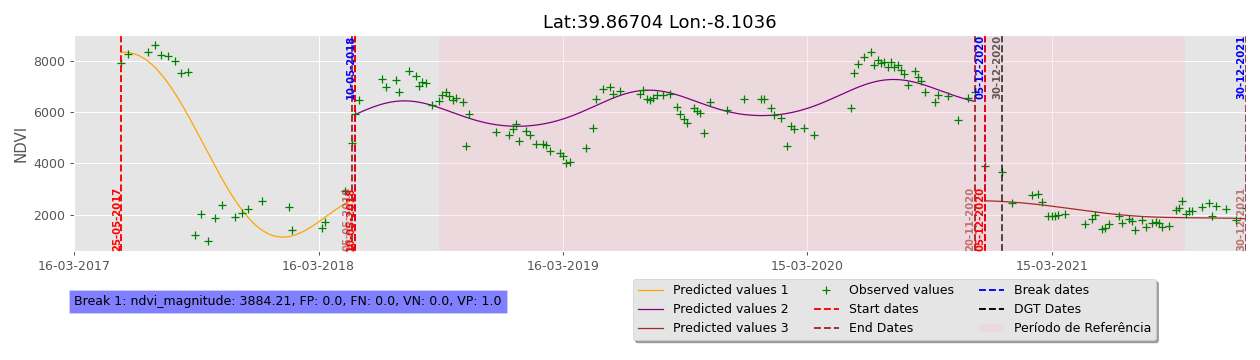 Lat:39.86704 Lon:-8.1036
NDVI
8000
6000
4000
2000
25-05-2017
10-05-2018
05-12-2020
30-12-2020
30-12-2021
20-11-2020
05-12-2020
30-12-2021
16-03-2017
16-03-2018
16-03-2019
15-03-2020
15-03-2021
Break 1: ndvi_magnitude: 3884.21, FP: 0.0, FN: 0.0, VN: 0.0, VP: 1.0
Predicted values 1
Predicted values 2
Predicted values 3
Observed values
Start dates
End Dates
Break dates
DGT Dates
Período de Referência